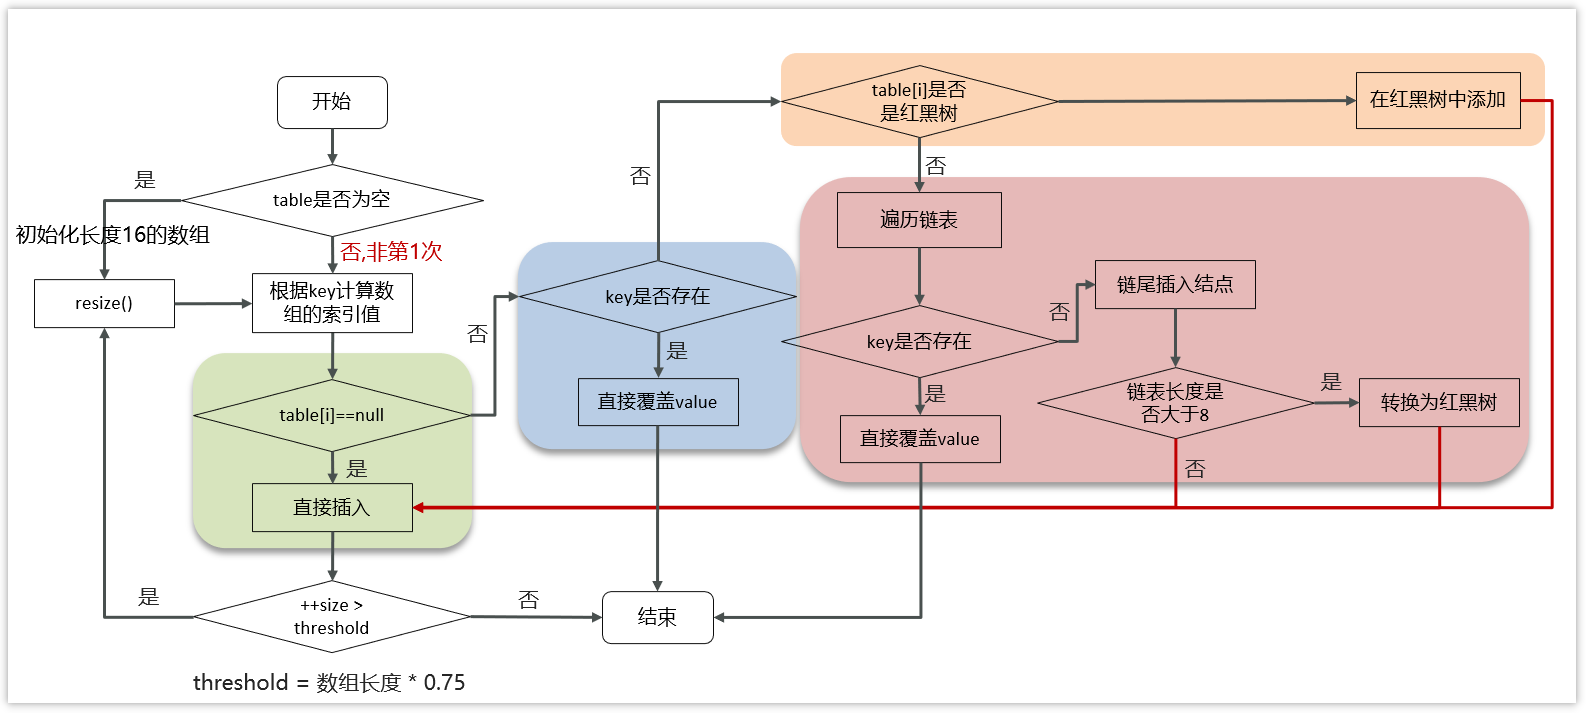 开始
table是否为空
是
初始化长度16的数组
resize()
否,非第1次
根据key计算数
组的索引值
table[i]==null
是
直接插入
++size >
threshold
是
否
threshold = 数组长度 * 0.75
否
key是否存在
是
直接覆盖value
结束
否
table[i]是否
是红黑树
在红黑树中添加
否
遍历链表
key是否存在
是
直接覆盖value
否
链尾插入结点
链表长度是
否大于8
是
转换为红黑树
否